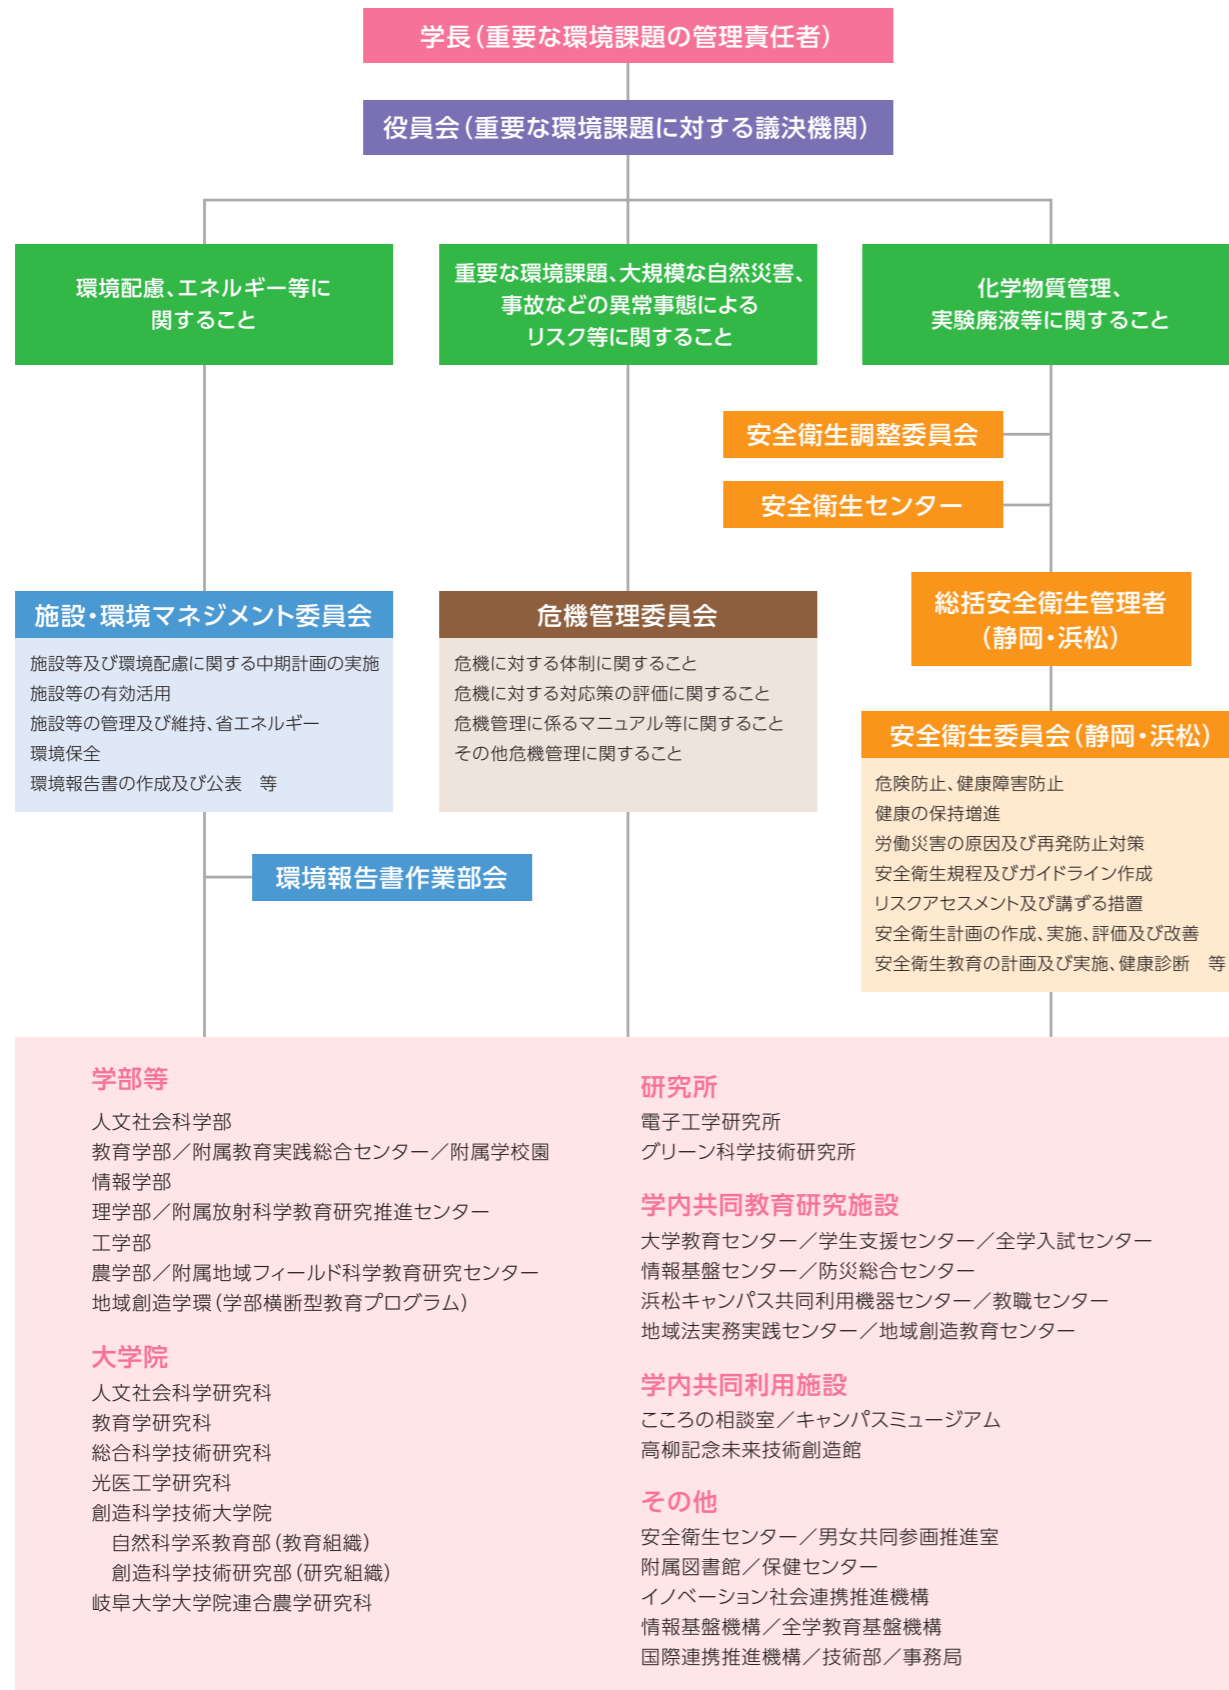 学長(重要な環境課題の管理責任者)
役員会(重要な環境課題に対する議決機関)
環境配慮、エネルギー等に
関すること
重要な環境課題、大規模な自然災害、
事故などの異常事態による
リスク等に関すること
化学物質管理、
実験廃液等に関すること
安全衛生調整委員会
安全衛生センター
施設・環境マネジメント委員会
施設等及び環境配慮に関する中期計画の実施
施設等の有効活用
施設等の管理及び維持、省エネルギー
環境保全
環境報告書の作成及び公表　等
環境報告書作業部会
危機管理委員会
危機に対する体制に関すること
危機に対する対応策の評価に関すること
危機管理に係るマニュアル等に関すること
その他危機管理に関すること
総括安全衛生管理者
(静岡・浜松)
安全衛生委員会(静岡・浜松)
危険防止、健康障害防止
健康の保持増進
労働災害の原因及び再発防止対策
安全衛生規程及びガイドライン作成
リスクアセスメント及び講ずる措置
安全衛生計画の作成、実施、評価及び改善
安全衛生教育の計画及び実施、健康診断　等
学部等
人文社会科学部
教育学部／附属教育実践総合センター／附属学校園
情報学部
理学部／附属放射科学教育研究推進センター
工学部
農学部／附属地域フィールド科学教育研究センター
地域創造学環(学部横断型教育プログラム)
大学院
人文社会科学研究科
教育学研究科
総合科学技術研究科
光医工学研究科
創造科学技術大学院
自然科学系教育部(教育組織)
創造科学技術研究部(研究組織)
岐阜大学大学院連合農学研究科
研究所
電子工学研究所
グリーン科学技術研究所
学内共同教育研究施設
大学教育センター／学生支援センター／全学入試センター
情報基盤センター／防災総合センター
浜松キャンパス共同利用機器センター／教職センター
地域法実務実践センター／地域創造教育センター
学内共同利用施設
こころの相談室／キャンパスミュージアム
高柳記念未来技術創造館
その他
安全衛生センター／男女共同参画推進室
附属図書館／保健センター
イノベーション社会連携推進機構
情報基盤機構／全学教育基盤機構
国際連携推進機構／技術部／事務局